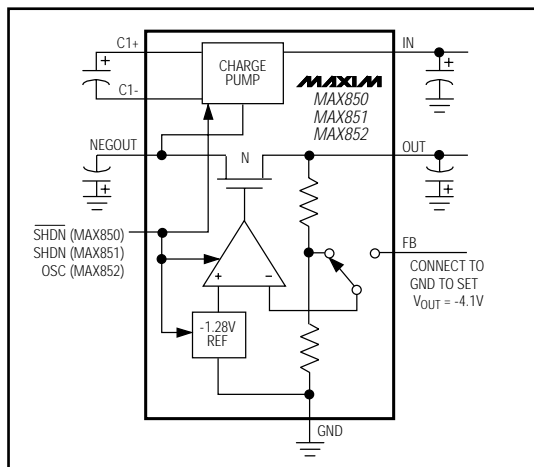 C1+
C1-
CHARGE
PUMP
IN
MAXIM
MAX850
MAX851
MAX852
NEGOUT
N
OUT
SHDN (MAX850)
SHDN (MAX851)
OSC (MAX852)
FB
CONNECT TO
GND TO SET
VOUT = -4.1V
+
-
-1.28V
REF
GND
+
+
+
+